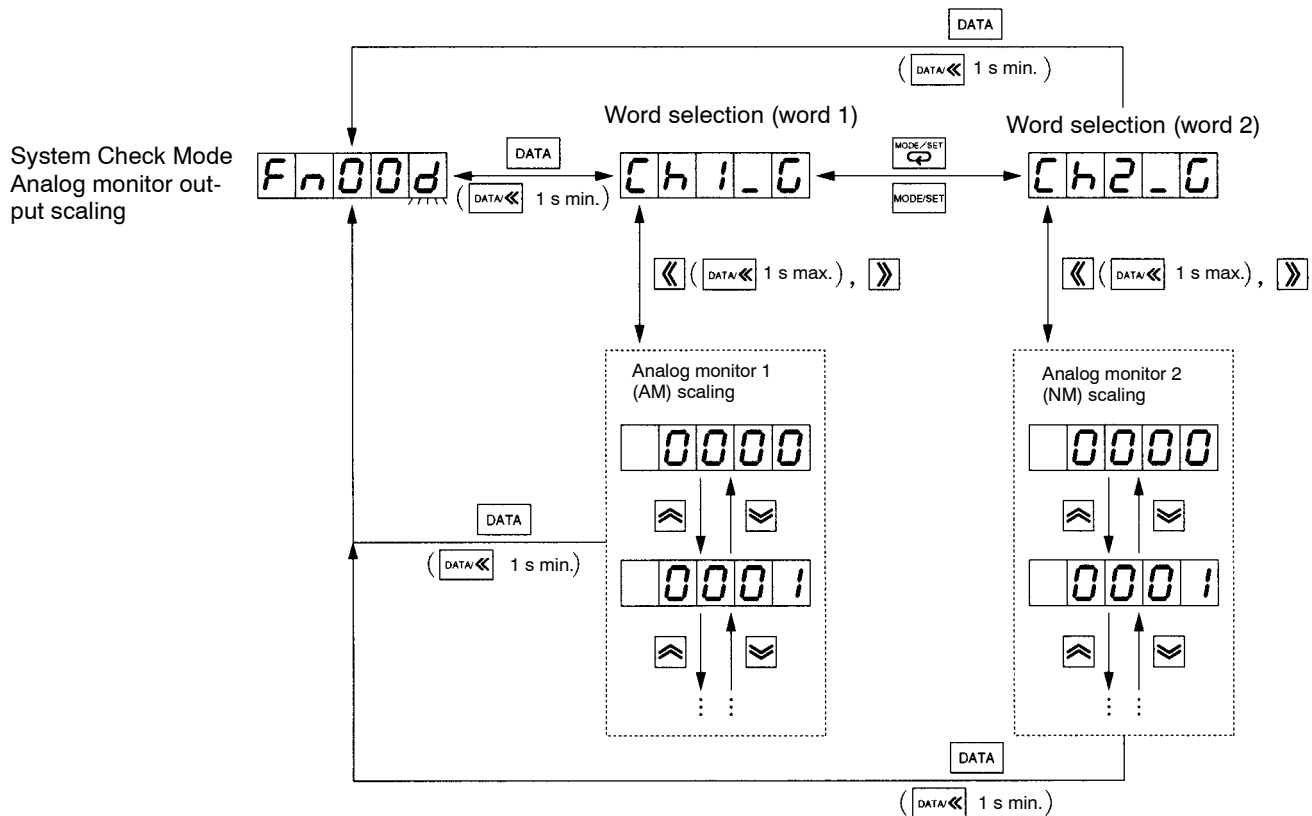 DATA
( DATA/≪ 1 s min. )
Word selection (word 1)
Word selection (word 2)
System Check Mode
Analog monitor out-
put scaling
Fn00d
DATA
( DATA/≪ 1 s min. )
Ch1_G
MODE/SET
MODE/SET
Ch2_G
≪ ( DATA/≪ 1 s max. ) , ≫
≪ ( DATA/≪ 1 s max. ) , ≫
Analog monitor 1
(AM) scaling
0000
0001
Analog monitor 2
(NM) scaling
0000
0001
DATA
( DATA/≪ 1 s min. )
DATA
( DATA/≪ 1 s min. )